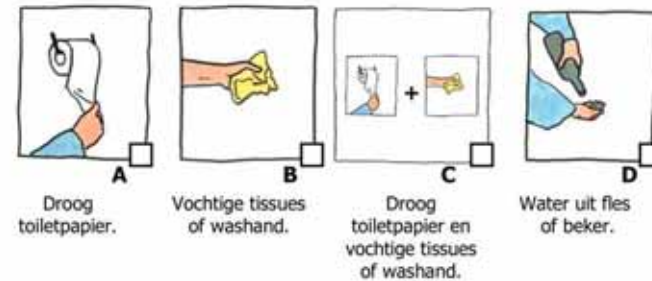 A
Droog
toiletpapier.
B
Vochtige tissues
of washand.
+
C
Droog
toiletpapier en
vochtige tissues
of washand.
D
Water uit fles
of beker.